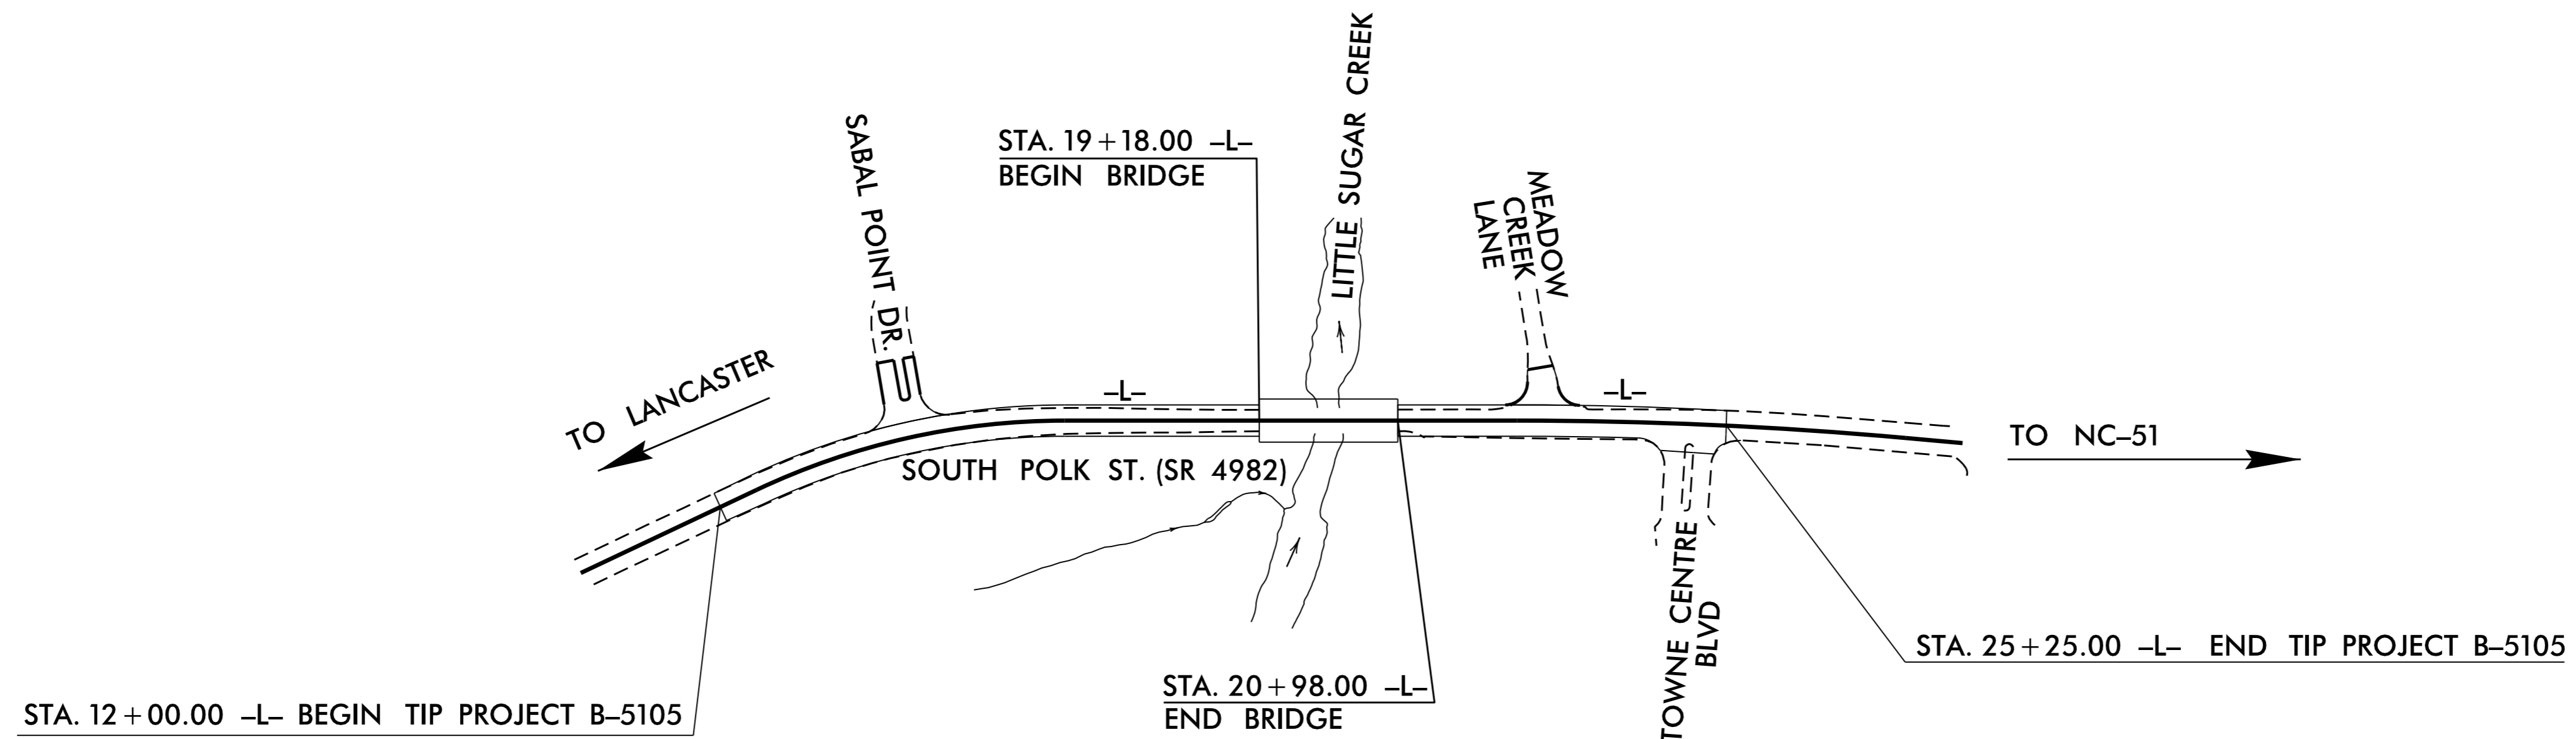 SABAL POINT DR.
STA. 19+18.00 –L–
BEGIN BRIDGE
LITTLE SUGAR CREEK
MEADOW
CREEK
LANE
TO LANCASTER
–L–
–L–
TO NC–51
SOUTH POLK ST. (SR 4982)
TOWNE CENTRE
BLVD
STA. 25+25.00 –L– END TIP PROJECT B–5105
STA. 20+98.00 –L–
END BRIDGE
STA. 12+00.00 –L– BEGIN TIP PROJECT B–5105